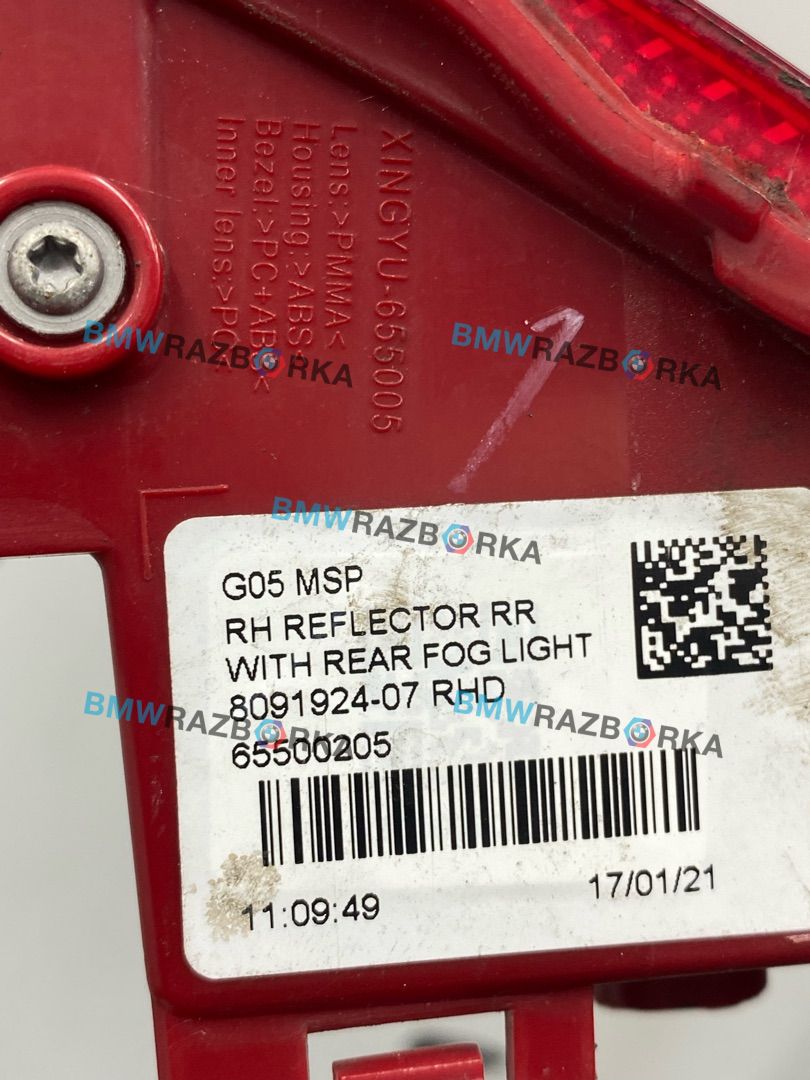 XINGYU-655005
Lens:>PMMA<
Housing:>ABS<
Bezel:>PC+ABS<
Inner lens:>PC<
1
BMWRAZBORKA
BMWRAZBORKA
BMWRAZBORKA
G05 MSP
RH REFLECTOR RR
WITH REAR FOG LIGHT
8091924-07 RHD
BMWRAZBORKA
BMWRAZBORKA
65500205
11:09:49
17/01/21